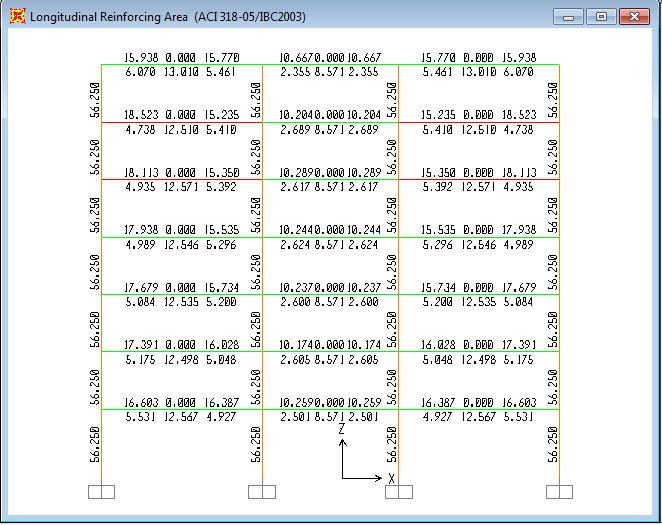 Longitudinal Reinforcing Area (ACI 318-05/IBC2003)
15.938 0.000 15.770 10.667 0.000 10.667 15.770 0.000 15.938
6.070 13.010 5.461 2.355 8.571 2.355 5.461 13.010 6.070
56.250 56.250 56.250 56.250
18.523 0.000 15.235 10.204 0.000 10.204 15.235 0.000 18.523
4.738 12.510 5.410 2.689 8.571 2.689 5.410 12.510 4.738
56.250 56.250 56.250 56.250
18.113 0.000 15.350 10.289 0.000 10.289 15.350 0.000 18.113
4.935 12.571 5.392 2.617 8.571 2.617 5.392 12.571 4.935
56.250 56.250 56.250 56.250
17.938 0.000 15.535 10.244 0.000 10.244 15.535 0.000 17.938
4.989 12.546 5.296 2.624 8.571 2.624 5.296 12.546 4.989
56.250 56.250 56.250 56.250
17.679 0.000 15.734 10.237 0.000 10.237 15.734 0.000 17.679
5.084 12.535 5.200 2.600 8.571 2.600 5.200 12.535 5.084
56.250 56.250 56.250 56.250
17.391 0.000 16.028 10.174 0.000 10.174 16.028 0.000 17.391
5.175 12.498 5.048 2.605 8.571 2.605 5.048 12.498 5.175
56.250 56.250 56.250 56.250
16.603 0.000 16.387 10.259 0.000 10.259 16.387 0.000 16.603
5.531 12.567 4.927 2.501 8.571 2.501 4.927 12.567 5.531
56.250 56.250 56.250 56.250
Z
X